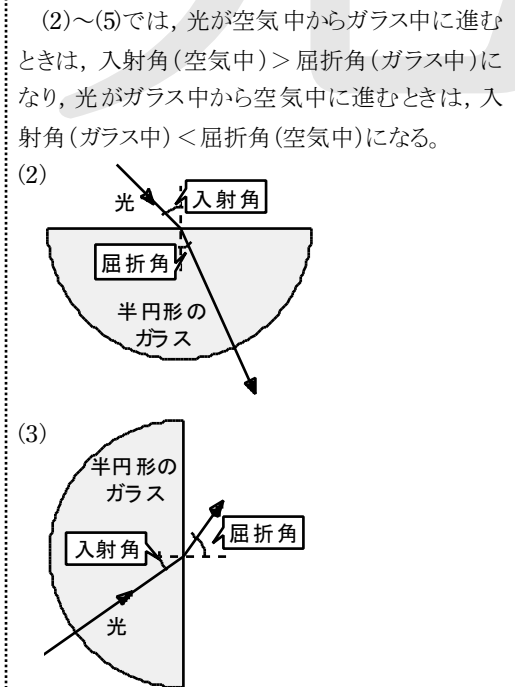 (2)～(5)では, 光が空気中からガラス中に進む
ときは, 入射角(空気中)＞屈折角(ガラス中)に
なり, 光がガラス中から空気中に進むときは, 入
射角(ガラス中)＜屈折角(空気中)になる。
(2)
光
入射角
屈折角
半円形の
ガラス
(3)
半円形の
ガラス
入射角
屈折角
光